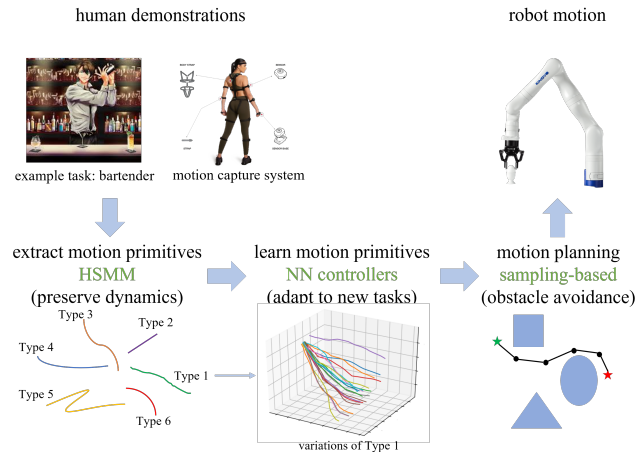 human demonstrations
robot motion
example task: bartender
motion capture system
extract motion primitives
HSMM
(preserve dynamics)
learn motion primitives
NN controllers
(adapt to new tasks)
motion planning
sampling-based
(obstacle avoidance)
Type 3
Type 2
Type 4
Type 1
Type 5
Type 6
variations of Type 1